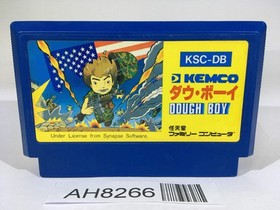 KSC-DB
KEMCO
ダウ・ボーイ
DOUGH BOY
任天堂
ファミリー コンピュータ
Under License from Synapse Software.
AH8266